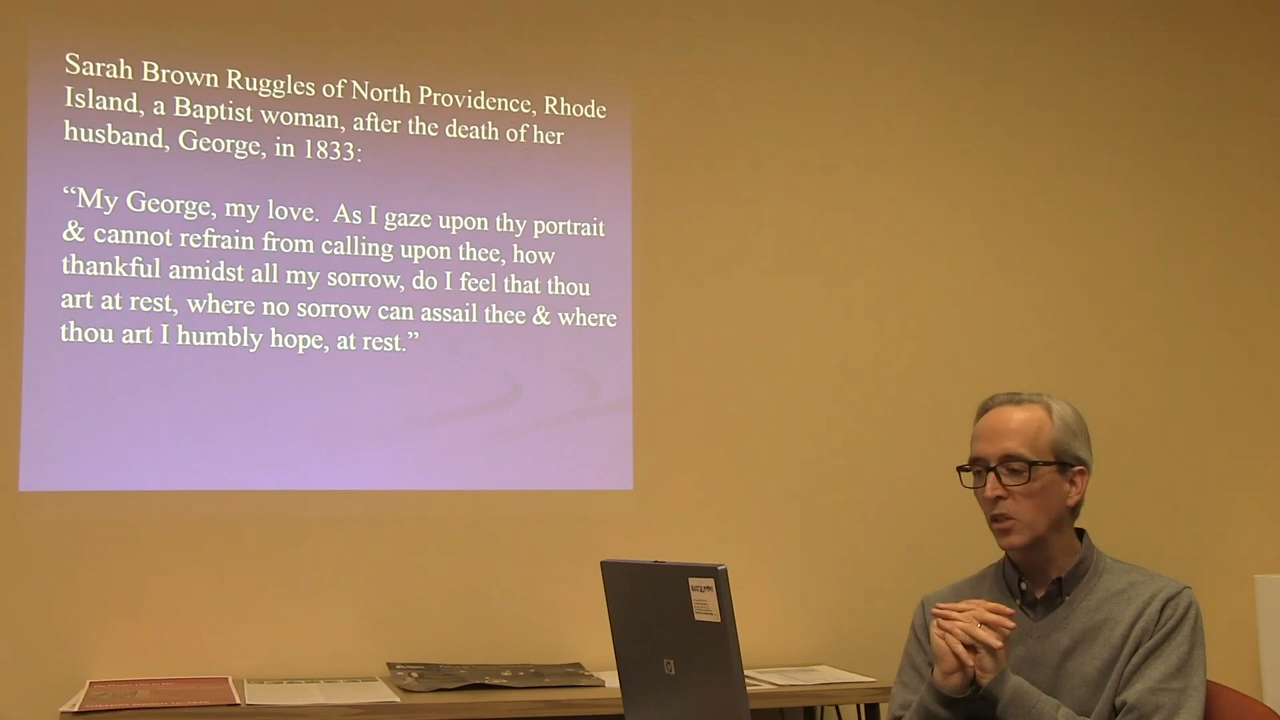 Sarah Brown Ruggles of North Providence, Rhode
Island, a Baptist woman, after the death of her
husband, George, in 1833:
“My George, my love.  As I gaze upon thy portrait
& cannot refrain from calling upon thee, how
thankful amidst all my sorrow, do I feel that thou
art at rest, where no sorrow can assail thee & where
thou art I humbly hope, at rest.”
hp